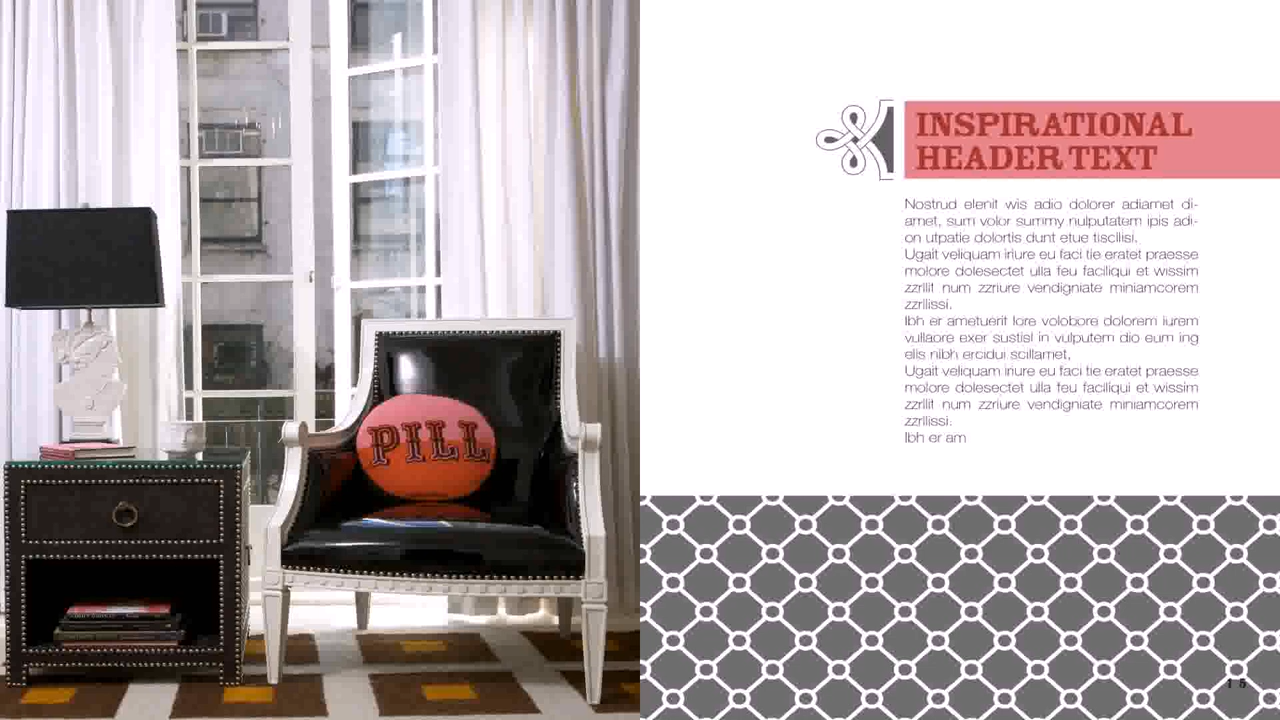 PILL
INSPIRATIONAL
HEADER TEXT
Nostrud elenit wis adio dolorer adiamet di-
amet, sum volor summy nulputatem ipis adi-
on utpatie dolortis dunt etue tiscilisi.
Ugait veliquam iriure eu faci tie eratet praesse
molore dolesectet ulla feu faciliqui et wissim
zzrilit num zzriure vendigniate miniamcorem
zzrilissi.
Ibh er ametuerit lore volobore dolorem iurem
vullaore exer sustisl in vulputem dio eum ing
elis nibh ercidui scillamet,
Ugait veliquam iriure eu faci tie eratet praesse
molore dolesectet ulla feu faciliqui et wissim
zzrilit num zzriure vendigniate miniamcorem
zzrilissi.
Ibh er am